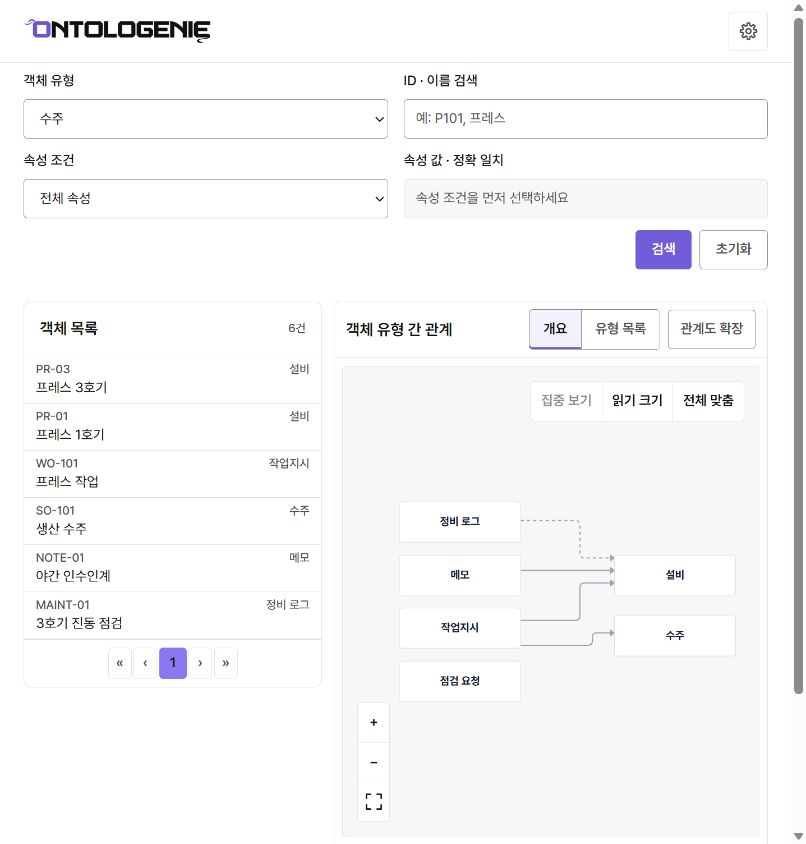 ONTOLOGENIE
객체 유형
수주
ID · 이름 검색
예: P101, 프레스
속성 조건
전체 속성
속성 값 · 정확 일치
속성 조건을 먼저 선택하세요
검색
초기화
객체 목록
6건
PR-03
설비
프레스 3호기
PR-01
설비
프레스 1호기
WO-101
작업지시
프레스 작업
SO-101
수주
생산 수주
NOTE-01
메모
야간 인수인계
MAINT-01
정비 로그
3호기 진동 점검
« ‹ 1 › »
객체 유형 간 관계
개요
유형 목록
관계도 확장
집중 보기
읽기 크기
전체 맞춤
정비 로그
메모
설비
작업지시
수주
점검 요청
+
−